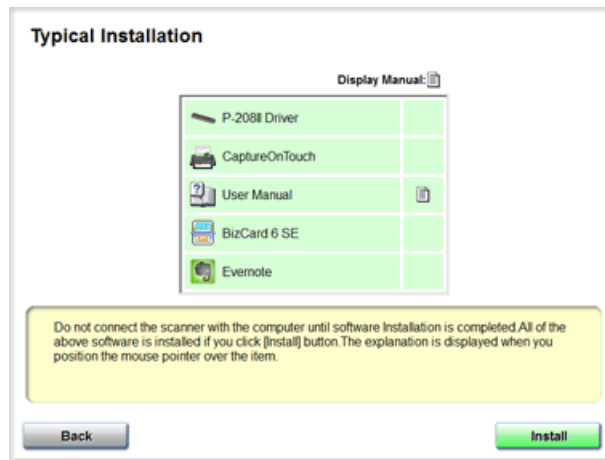 Typical Installation
Display Manual:
P-208II Driver
CaptureOnTouch
User Manual
BizCard 6 SE
Evernote
Do not connect the scanner with the computer until software Installation is completed.All of the
above software is installed if you click [Install] button.The explanation is displayed when you
position the mouse pointer over the item.
Back
Install